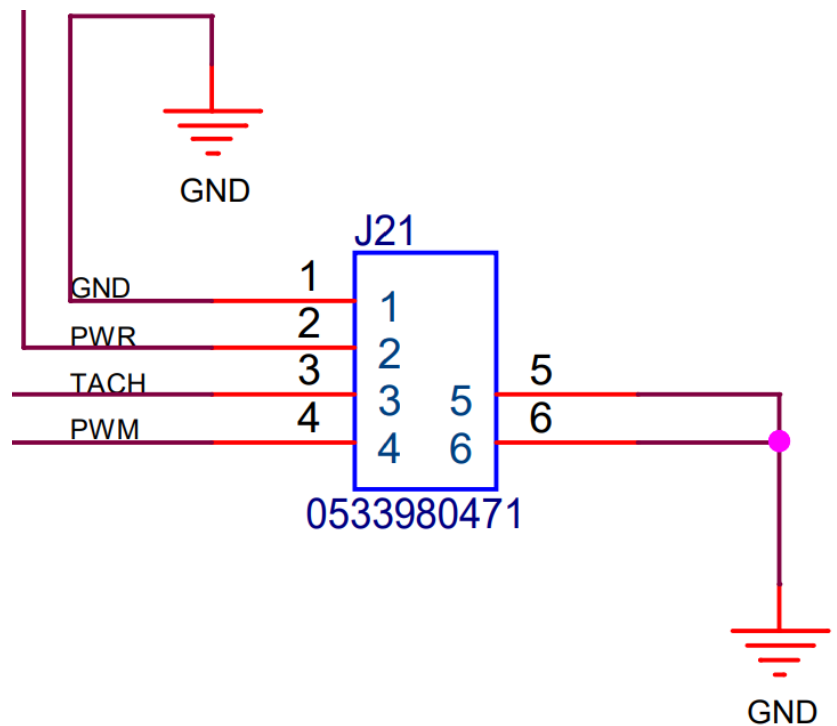 GND
J21
GND 1 1
PWR 2 2
TACH 3 3 5 5
PWM 4 4 6 6
0533980471
GND